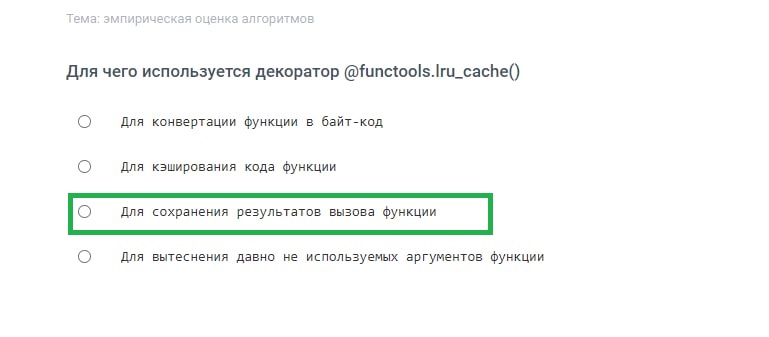 Тема: эмпирическая оценка алгоритмов
Для чего используется декоратор @functools.lru_cache()
Для конвертации функции в байт-код
Для кэширования кода функции
Для сохранения результатов вызова функции
Для вытеснения давно не используемых аргументов функции